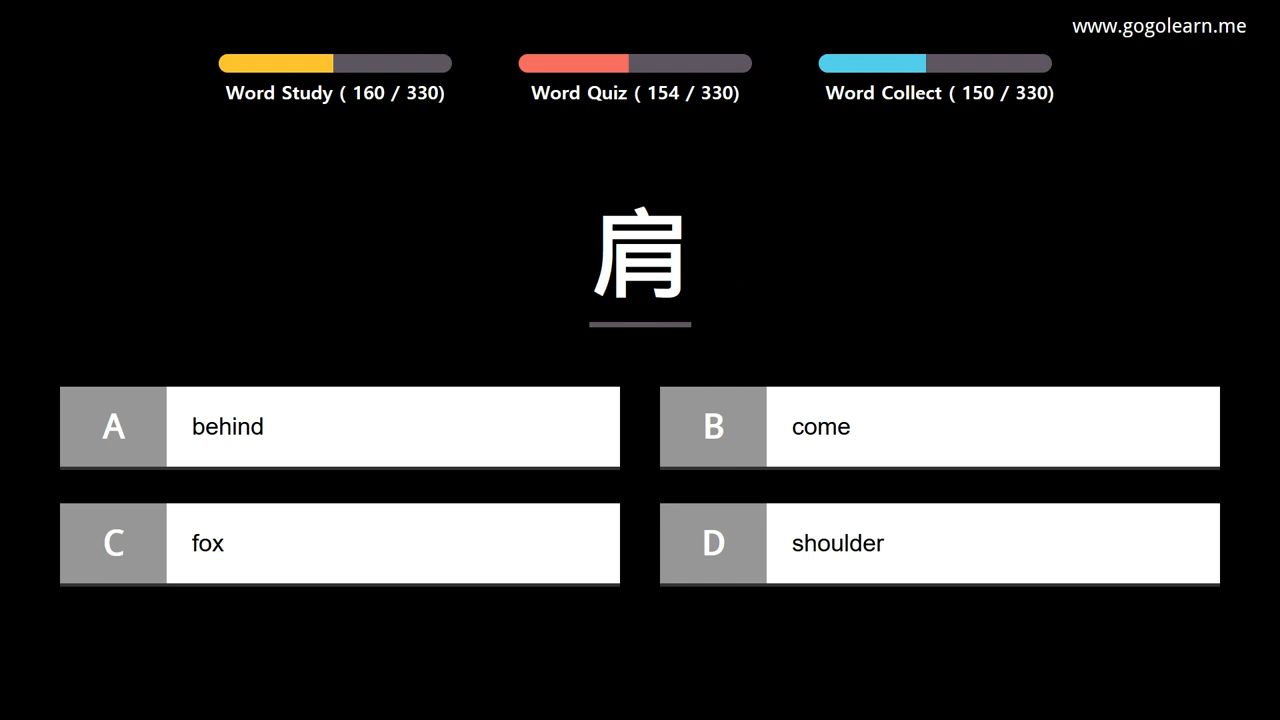 www.gogolearn.me
Word Study ( 160 / 330)
Word Quiz ( 154 / 330)
Word Collect ( 150 / 330)
肩
A behind
B come
C fox
D shoulder